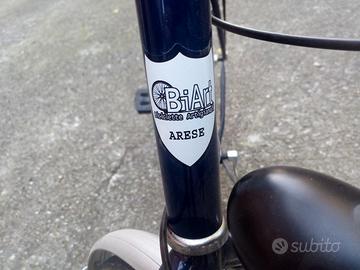 BiArt
Biciclette Artigianali
ARESE
subito